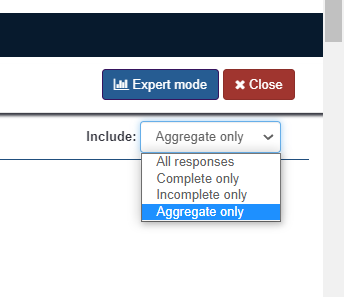 Expert mode Close
Include: Aggregate only
All responses
Complete only
Incomplete only
Aggregate only